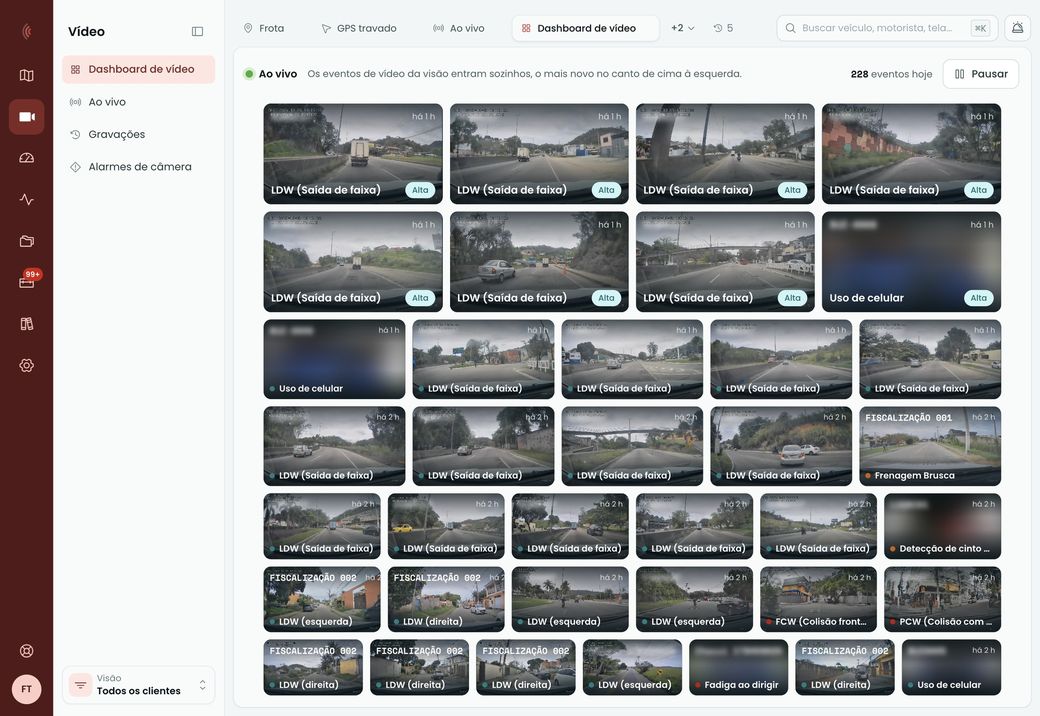 Vídeo
Dashboard de vídeo
Ao vivo
Gravações
Alarmes de câmera
99+
Visão
Todos os clientes
FT
Frota
GPS travado
Ao vivo
Dashboard de vídeo
+2
5
Buscar veículo, motorista, tela...
⌘K
Ao vivo
Os eventos de vídeo da visão entram sozinhos, o mais novo no canto de cima à esquerda.
228 eventos hoje
Pausar
há 1 h
há 1 h
há 1 h
há 1 h
LDW (Saída de faixa) Alta
LDW (Saída de faixa) Alta
LDW (Saída de faixa) Alta
LDW (Saída de faixa) Alta
há 1 h
há 1 h
há 1 h
há 1 h
LDW (Saída de faixa) Alta
LDW (Saída de faixa) Alta
LDW (Saída de faixa) Alta
Uso de celular Alta
há 1 h
há 1 h
há 1 h
há 1 h
há 1 h
Uso de celular
LDW (Saída de faixa)
LDW (Saída de faixa)
LDW (Saída de faixa)
LDW (Saída de faixa)
há 2 h
há 2 h
há 2 h
há 2 h
FISCALIZAÇÃO 001 há 2 h
LDW (Saída de faixa)
LDW (Saída de faixa)
LDW (Saída de faixa)
LDW (Saída de faixa)
Frenagem Brusca
há 2 h
há 2 h
há 2 h
há 2 h
há 2 h
há 2 h
LDW (Saída de faixa)
LDW (Saída de faixa)
LDW (Saída de faixa)
LDW (Saída de faixa)
LDW (Saída de faixa)
Detecção de cinto ...
FISCALIZAÇÃO 002 há 2
FISCALIZAÇÃO 002 há 2
há 2 h
há 2 h
há 2 h
há 2 h
LDW (esquerda)
LDW (direita)
LDW (esquerda)
LDW (esquerda)
FCW (Colisão front...
PCW (Colisão com ...
FISCALIZAÇÃO 002
FISCALIZAÇÃO 002
FISCALIZAÇÃO 002
FISCALIZAÇÃO 002
há 2 h
LDW (direita)
LDW (direita)
LDW (direita)
LDW (esquerda)
Fadiga ao dirigir
LDW (direita)
Uso de celular